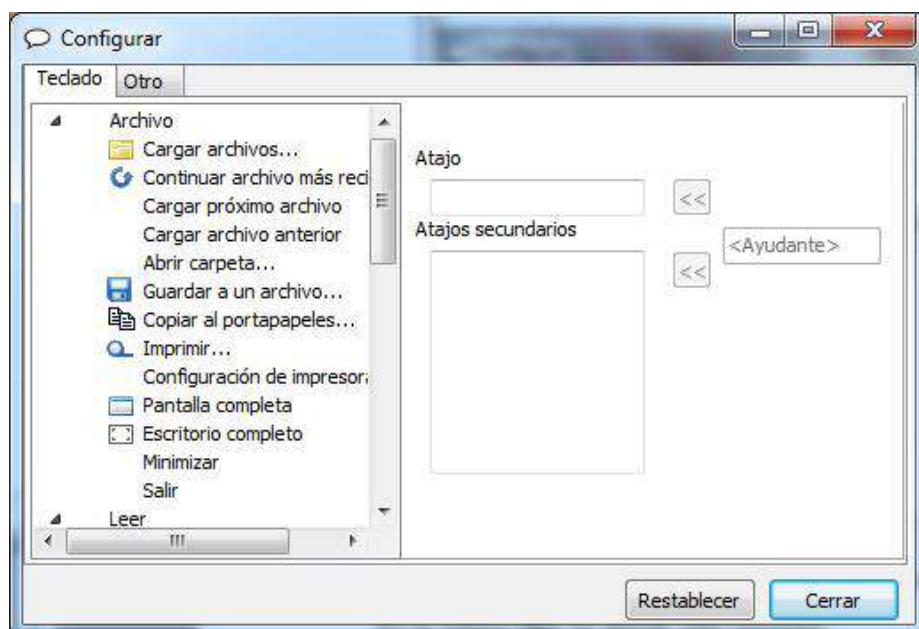 Configurar
Teclado Otro
Archivo
Cargar archivos...
Continuar archivo más reci
Cargar próximo archivo
Cargar archivo anterior
Abrir carpeta...
Guardar a un archivo...
Copiar al portapapeles...
Imprimir...
Configuración de impresor
Pantalla completa
Escritorio completo
Minimizar
Salir
Leer
Atajo
<<
Atajos secundarios
<Ayudante>
<<
Restablecer Cerrar